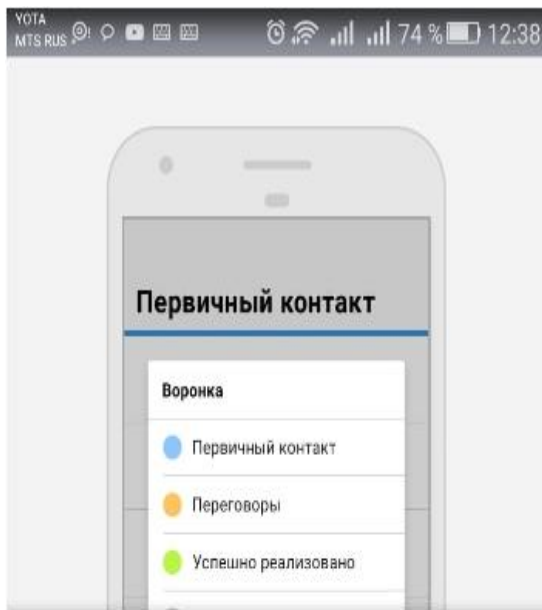 YOTA
MTS RUS
74 % 12:38
Первичный контакт
Воронка
Первичный контакт
Переговоры
Успешно реализовано